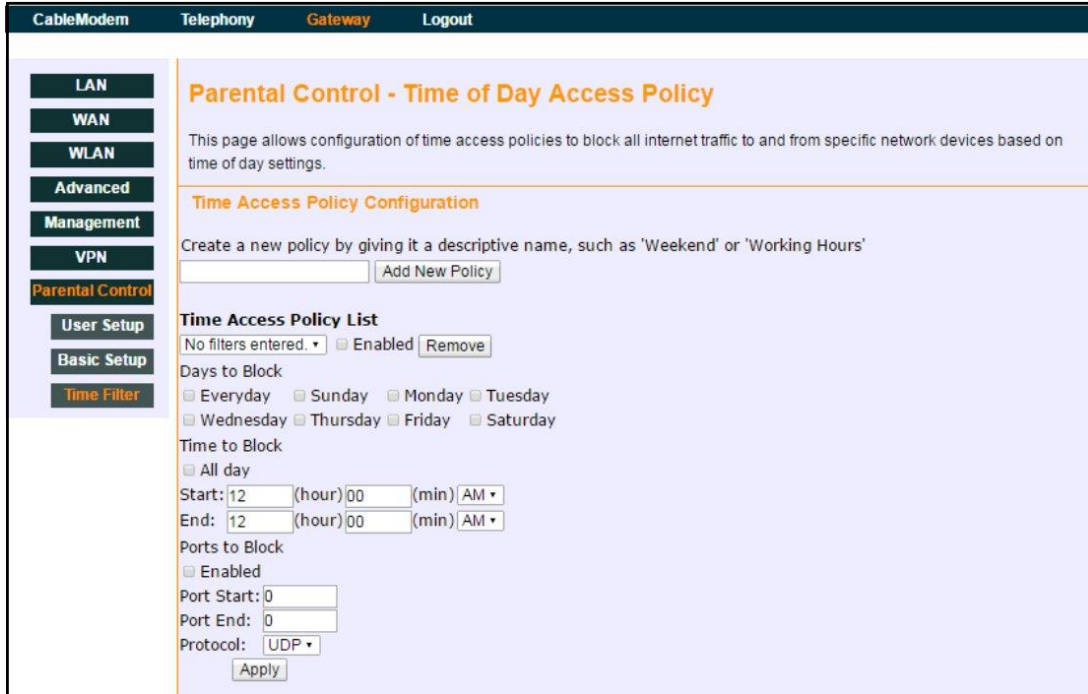 CableModem Telephony Gateway Logout
LAN
WAN
WLAN
Advanced
Management
VPN
Parental Control
User Setup
Basic Setup
Time Filter
Parental Control - Time of Day Access Policy
This page allows configuration of time access policies to block all internet traffic to and from specific network devices based on
time of day settings.
Time Access Policy Configuration
Create a new policy by giving it a descriptive name, such as 'Weekend' or 'Working Hours'
Add New Policy
Time Access Policy List
No filters entered. Enabled Remove
Days to Block
Everyday Sunday Monday Tuesday
Wednesday Thursday Friday Saturday
Time to Block
All day
Start: 12 (hour) 00 (min) AM
End: 12 (hour) 00 (min) AM
Ports to Block
Enabled
Port Start: 0
Port End: 0
Protocol: UDP
Apply